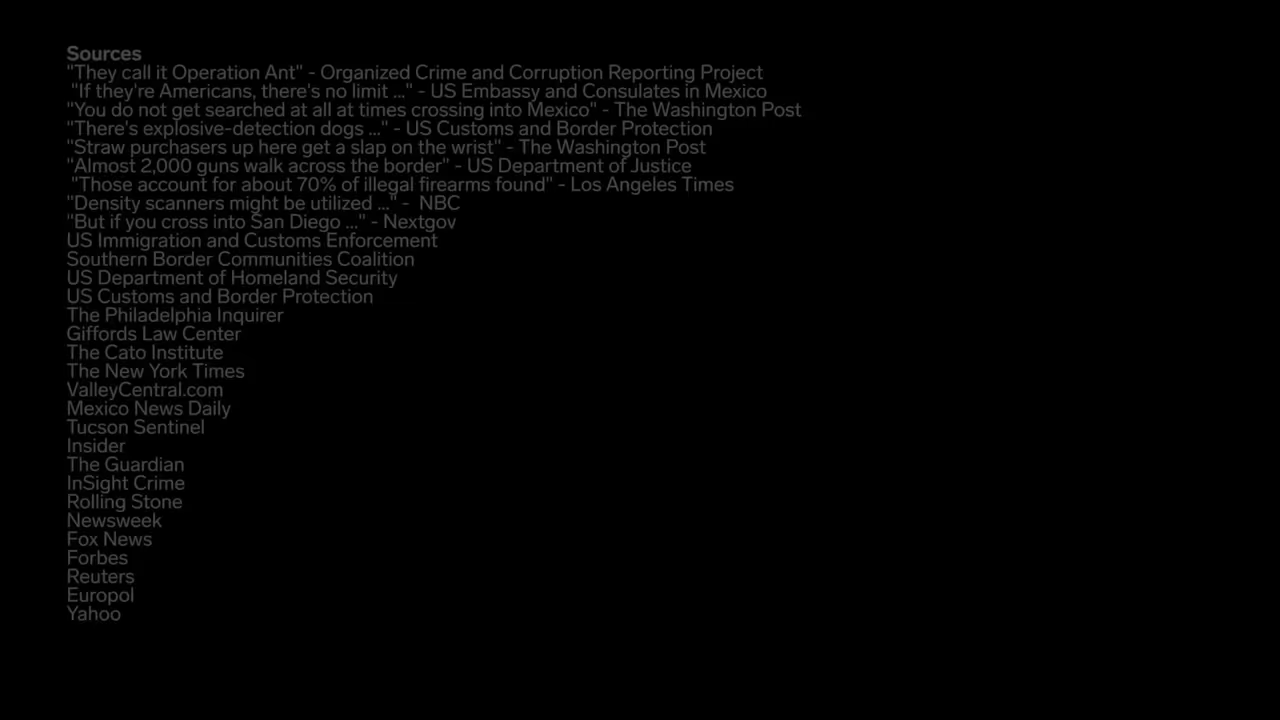 Sources
"They call it Operation Ant" - Organized Crime and Corruption Reporting Project
"If they're Americans, there's no limit ..." - US Embassy and Consulates in Mexico
"You do not get searched at all at times crossing into Mexico" - The Washington Post
"There's explosive-detection dogs ..." - US Customs and Border Protection
"Straw purchasers up here get a slap on the wrist" - The Washington Post
"Almost 2,000 guns walk across the border" - US Department of Justice
"Those account for about 70% of illegal firearms found" - Los Angeles Times
"Density scanners might be utilized ..." - NBC
"But if you cross into San Diego ..." - Nextgov
US Immigration and Customs Enforcement
Southern Border Communities Coalition
US Department of Homeland Security
US Customs and Border Protection
The Philadelphia Inquirer
Giffords Law Center
The Cato Institute
The New York Times
ValleyCentral.com
Mexico News Daily
Tucson Sentinel
Insider
The Guardian
InSight Crime
Rolling Stone
Newsweek
Fox News
Forbes
Reuters
Europol
Yahoo